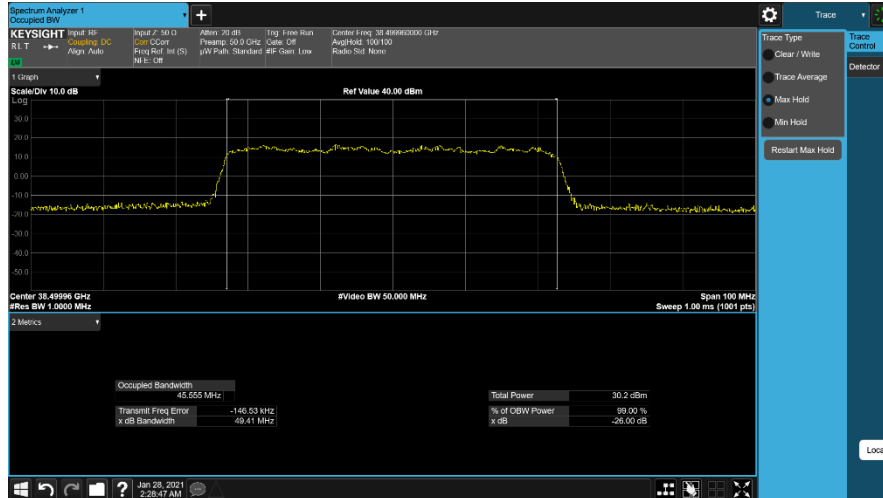 Spectrum Analyzer 1
Occupied BW
+
Trace
KEYSIGHT Input: RF Input Z: 50 Ω Atten: 20 dB Trig: Free Run Center Freq: 38.499960000 GHz
R L T Coupling: DC Corr CCorr Preamp: 50.0 GHz Gate: Off Avg|Hold: 100/100
Align: Auto Freq Ref: Int (S) µW Path: Standard #IF Gain: Low Radio Std: None
NFE: Off
1 Graph
Scale/Div 10.0 dB Ref Value 40.00 dBm
Log
30.0
20.0
10.0
0.00
-10.0
-20.0
-30.0
-40.0
-50.0
Center 38.49996 GHz #Video BW 50.000 MHz Span 100 MHz
#Res BW 1.0000 MHz Sweep 1.00 ms (1001 pts)
2 Metrics
Occupied Bandwidth
45.555 MHz
Total Power 30.2 dBm
Transmit Freq Error -146.53 kHz
% of OBW Power 99.00 %
x dB Bandwidth 49.41 MHz
x dB -26.00 dB
Trace Type
Clear / Write
Trace Average
Max Hold
Min Hold
Restart Max Hold
Trace
Control
Detector
Loca
?
Jan 28, 2021
2:28:47 AM